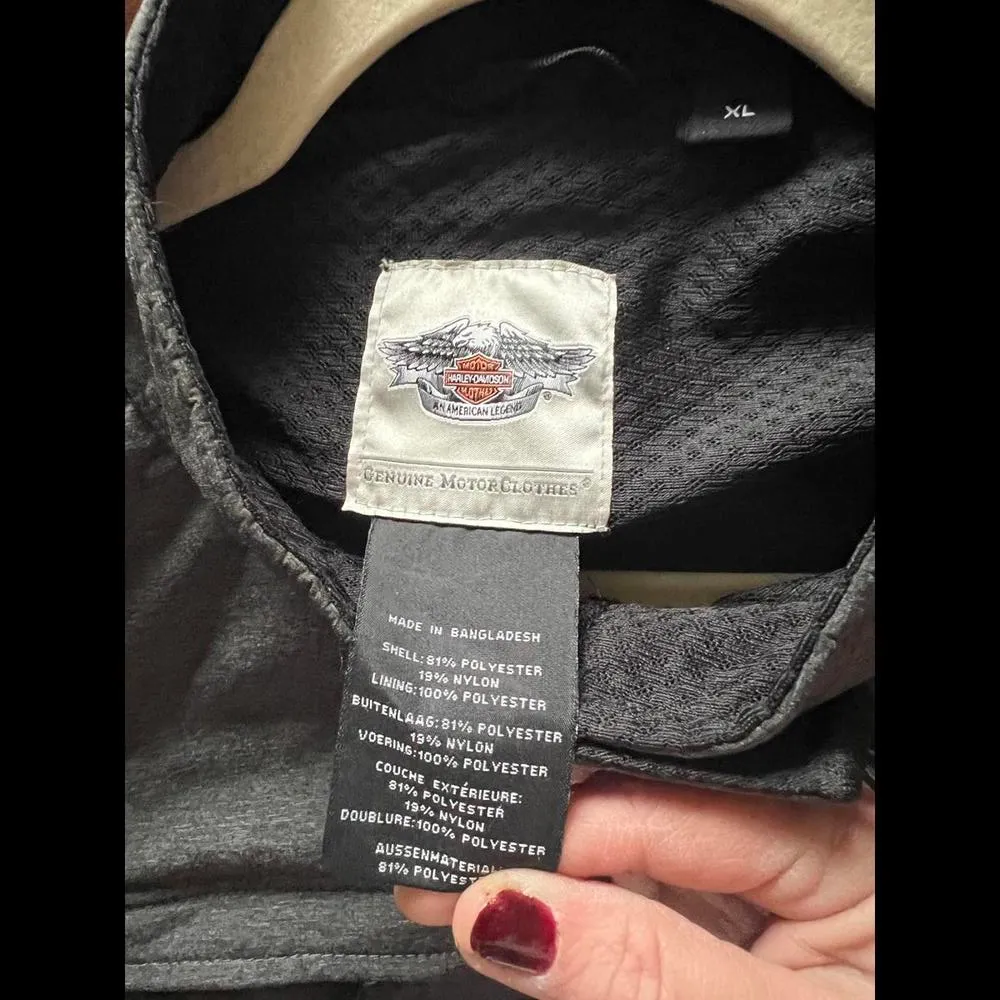 XL
MOTOR
HARLEY-DAVIDSON
CLOTHES
AN AMERICAN LEGEND
®
GENUINE MOTORCLOTHES®
MADE IN BANGLADESH
SHELL:81% POLYESTER
19% NYLON
LINING:100% POLYESTER
BUITENLAAG:81% POLYESTER
19% NYLON
VOERING:100% POLYESTER
COUCHE EXTÉRIEURE:
81% POLYESTER
19% NYLON
DOUBLURE:100% POLYESTER
AUSSENMATERIAL
81% POLYEST